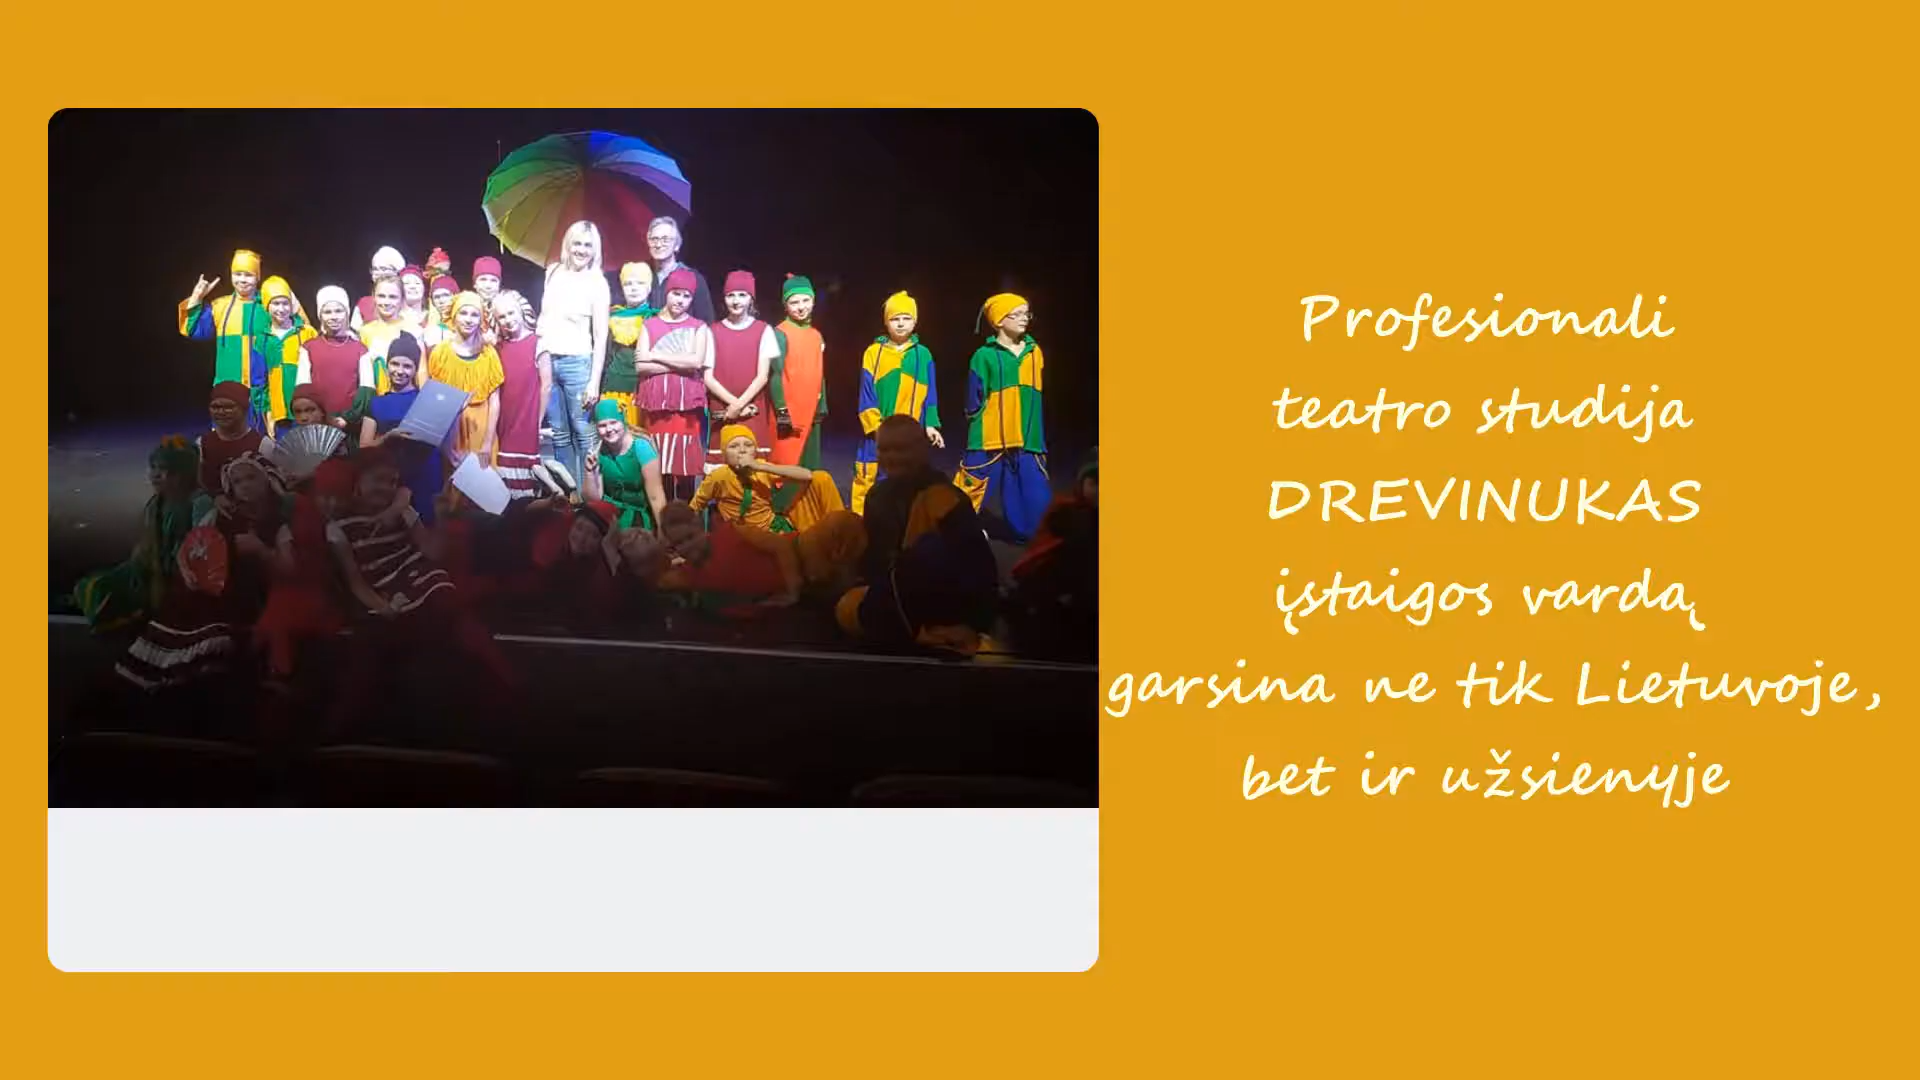 Profesionali
teatro studija
DREVINUKAS
įstaigos vardą
garsina ne tik Lietuvoje,
bet ir užsienyje